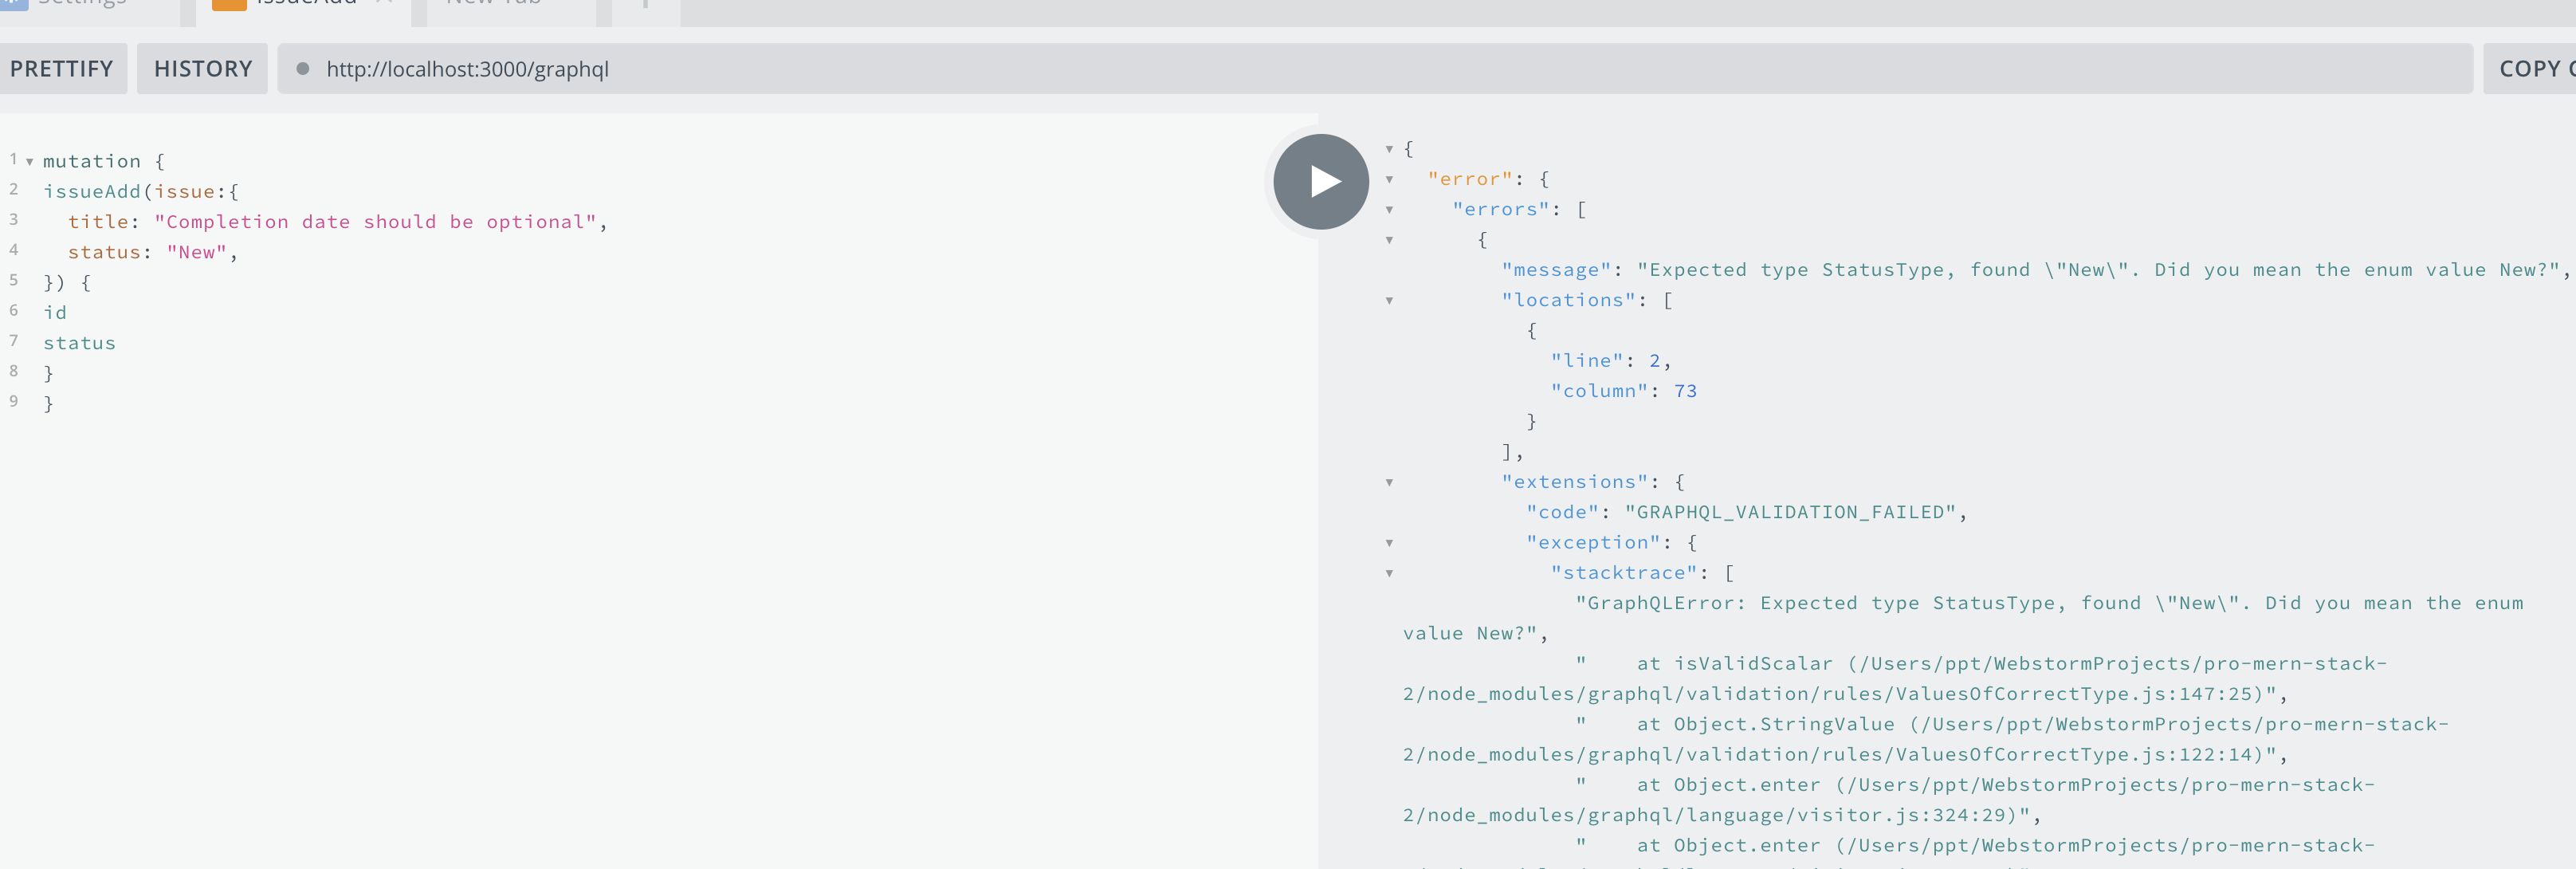 Settings
issueAdd
New Tab
PRETTIFY
HISTORY
http://localhost:3000/graphql
COPY
1 mutation {
2 issueAdd(issue:{
3 title: "Completion date should be optional",
4 status: "New",
5 }) {
6 id
7 status
8 }
9 }
{
"error": {
"errors": [
{
"message": "Expected type StatusType, found \"New\". Did you mean the enum value New?",
"locations": [
{
"line": 2,
"column": 73
}
],
"extensions": {
"code": "GRAPHQL_VALIDATION_FAILED",
"exception": {
"stacktrace": [
"GraphQLError: Expected type StatusType, found \"New\". Did you mean the enum
value New?",
"    at isValidScalar (/Users/ppt/WebstormProjects/pro-mern-stack-
2/node_modules/graphql/validation/rules/ValuesOfCorrectType.js:147:25)",
"    at Object.StringValue (/Users/ppt/WebstormProjects/pro-mern-stack-
2/node_modules/graphql/validation/rules/ValuesOfCorrectType.js:122:14)",
"    at Object.enter (/Users/ppt/WebstormProjects/pro-mern-stack-
2/node_modules/graphql/language/visitor.js:324:29)",
"    at Object.enter (/Users/ppt/WebstormProjects/pro-mern-stack-